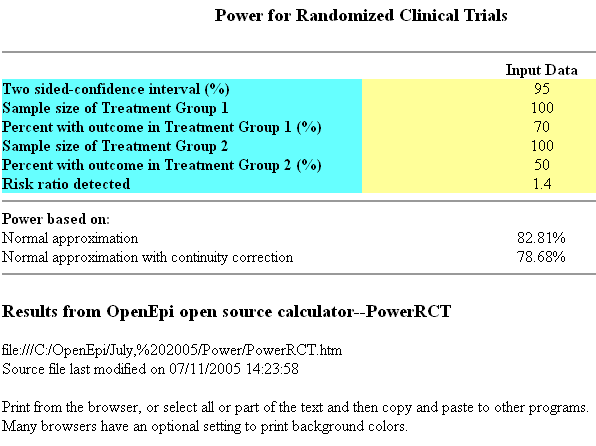 Power for Randomized Clinical Trials
Input Data
Two sided-confidence interval (%) 95
Sample size of Treatment Group 1 100
Percent with outcome in Treatment Group 1 (%) 70
Sample size of Treatment Group 2 100
Percent with outcome in Treatment Group 2 (%) 50
Risk ratio detected 1.4
Power based on:
Normal approximation 82.81%
Normal approximation with continuity correction 78.68%
Results from OpenEpi open source calculator--PowerRCT
file:///C:/OpenEpi/July,%202005/Power/PowerRCT.htm
Source file last modified on 07/11/2005 14:23:58
Print from the browser, or select all or part of the text and then copy and paste to other programs.
Many browsers have an optional setting to print background colors.